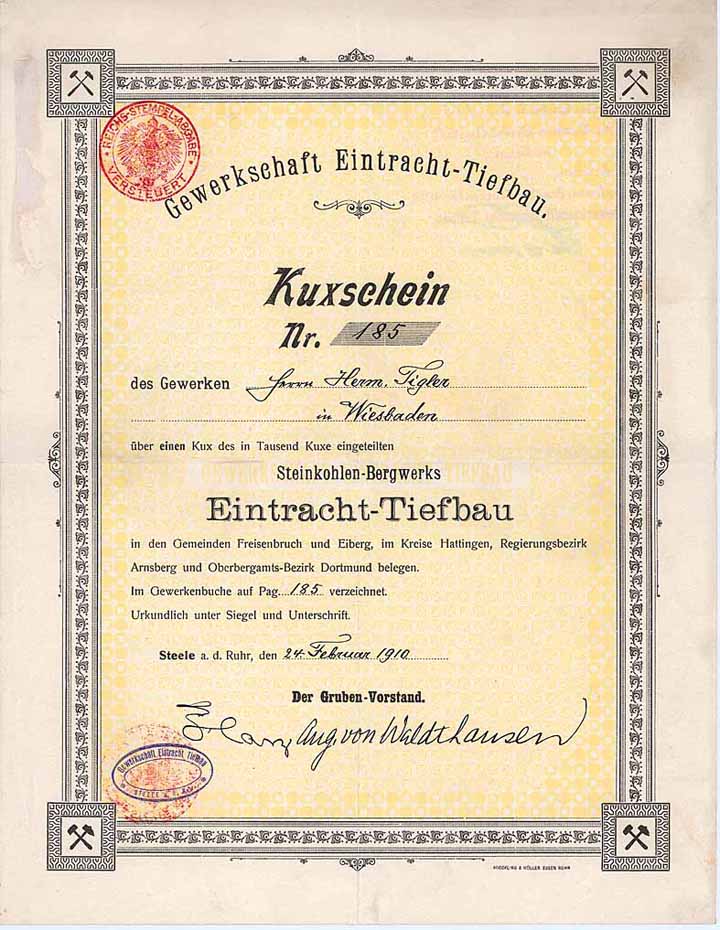 REICHS-STEMPEL-ABGABE
VERSTEUERT
Gewerkschaft Eintracht-Tiefbau.
Kuxschein
Nr. 185
des Gewerken Herrn Herm. Tigler
in Wiesbaden
über einen Kux des in Tausend Kuxe eingeteilten
Steinkohlen-Bergwerks
Eintracht-Tiefbau
in den Gemeinden Freisenbruch und Eiberg, im Kreise Hattingen, Regierungsbezirk
Arnsberg und Oberbergamts-Bezirk Dortmund belegen.
Im Gewerkenbuche auf Pag. 185 verzeichnet.
Urkundlich unter Siegel und Unterschrift.
Steele a. d. Ruhr, den 24. Februar 1910
Der Gruben-Vorstand.
Aug. von Waldthausen
Gewerkschaft Eintracht Tiefbau